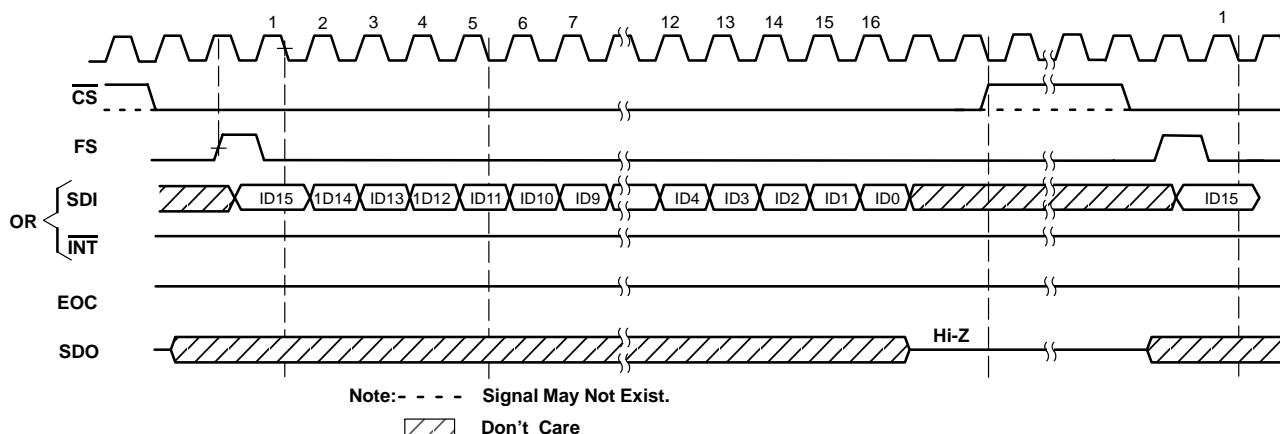 1 2 3 4 5 6 7 12 13 14 15 16 1
CS
FS
SDI ID15 1D14 ID13 1D12 ID11 ID10 ID9 ID4 ID3 ID2 ID1 ID0 ID15
OR
INT
EOC
SDO Hi-Z
Note: - - - - Signal May Not Exist.
Don't Care